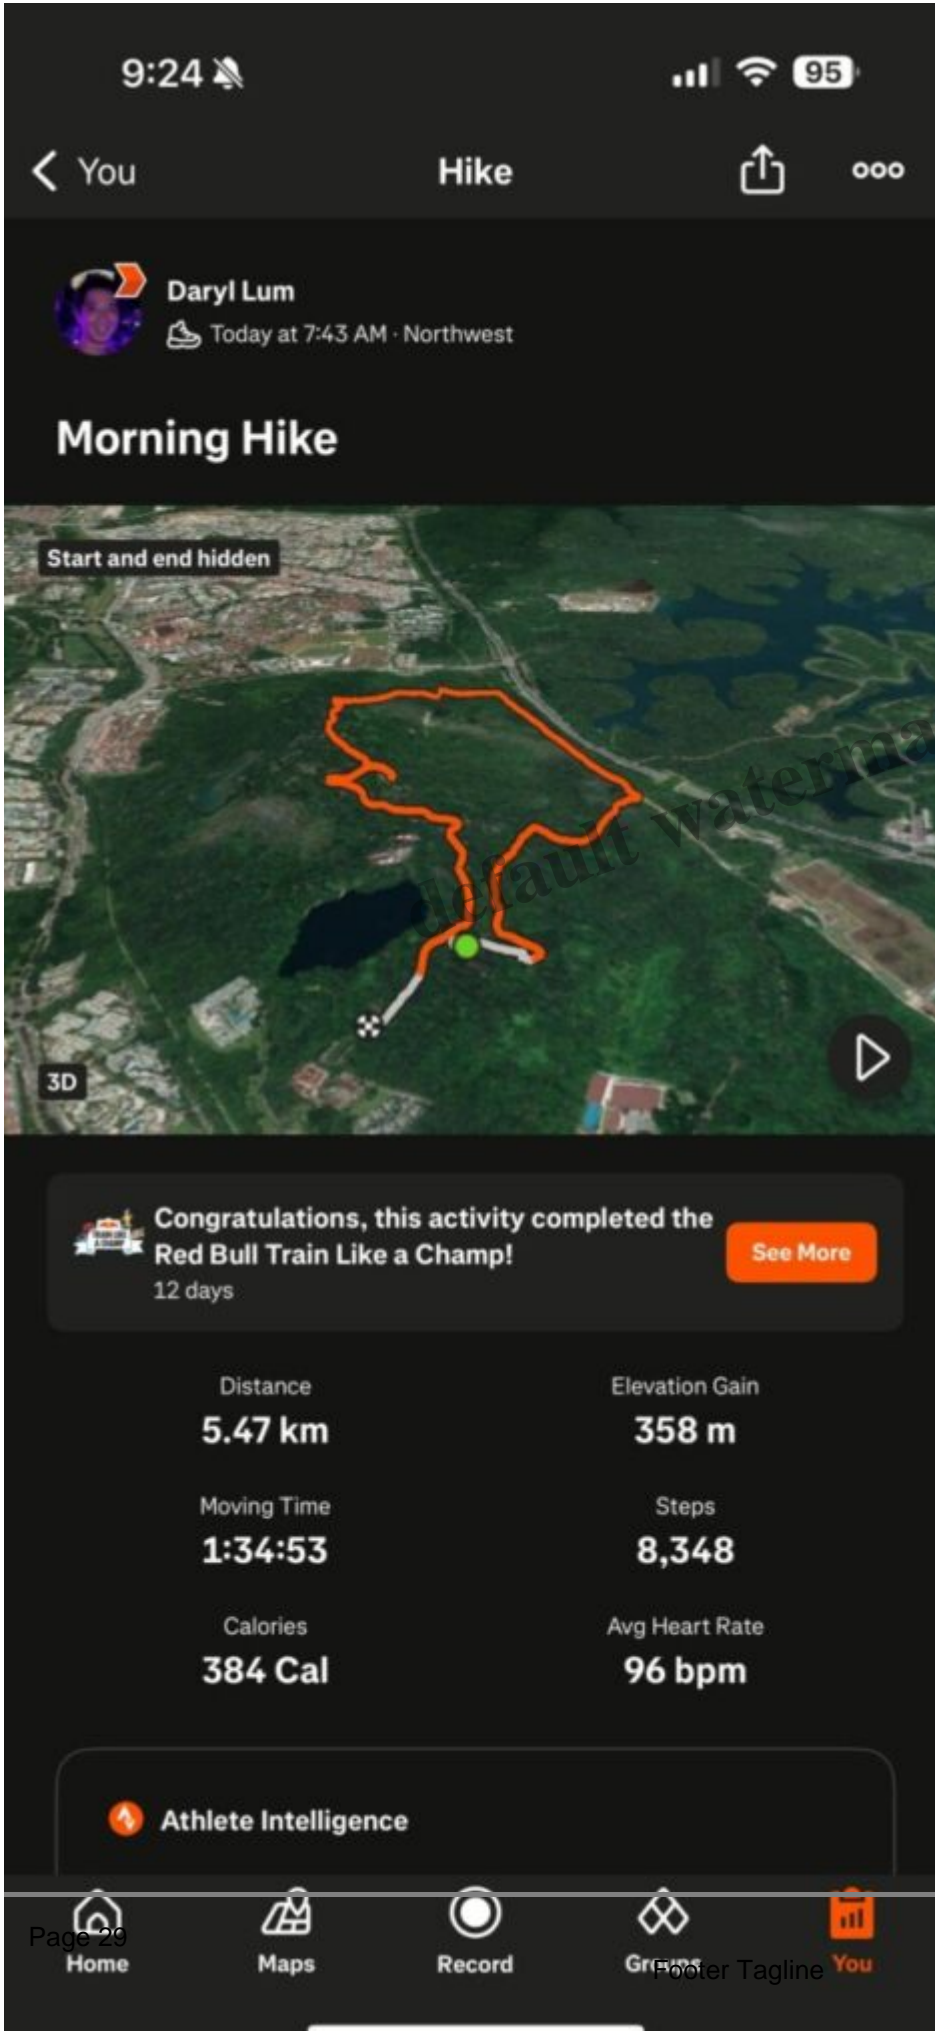 9:24
95
You
Hike
Daryl Lum
Today at 7:43 AM · Northwest
Morning Hike
Start and end hidden
default waterma
3D
Congratulations, this activity completed the
Red Bull Train Like a Champ!
12 days
See More
Distance
Elevation Gain
5.47 km
358 m
Moving Time
Steps
1:34:53
8,348
Calories
Avg Heart Rate
384 Cal
96 bpm
Athlete Intelligence
Page 29
Home
Maps
Record
Groups
You
Footer Tagline